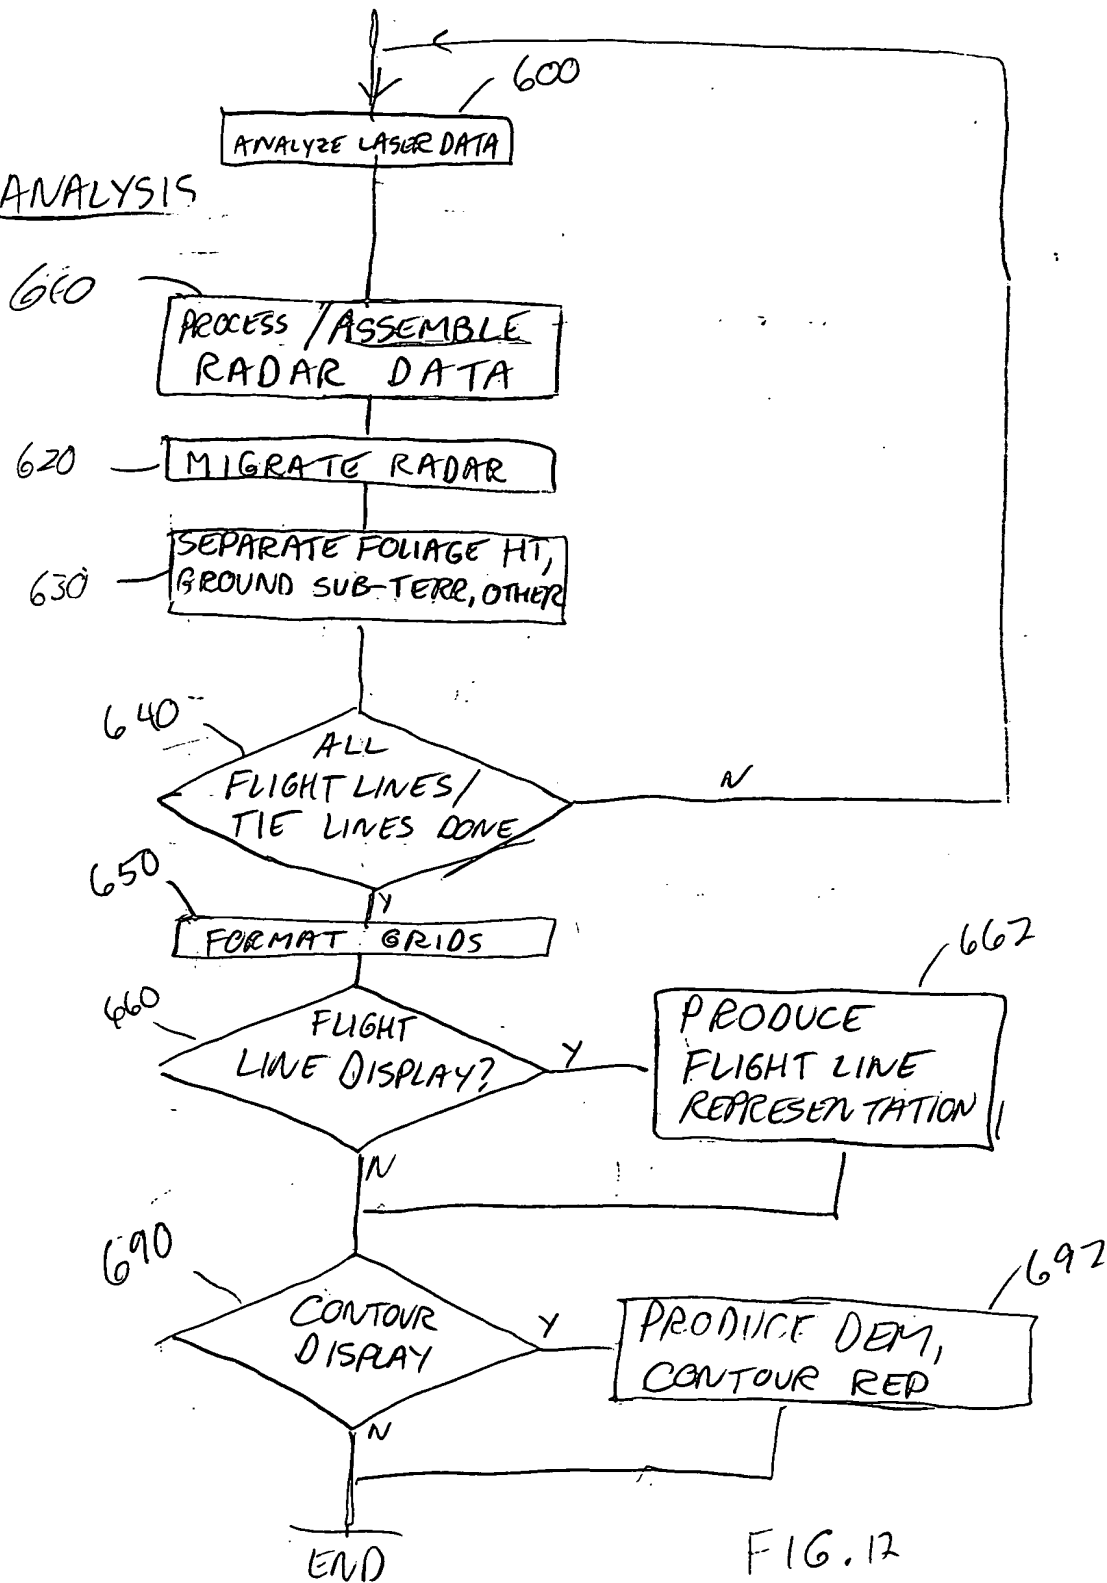 600
ANALYZE LASER DATA
ANALYSIS
610
PROCESS / ASSEMBLE
RADAR DATA
620
MIGRATE RADAR
SEPARATE FOLIAGE HT,
630
GROUND SUB-TERR, OTHER
640
ALL
FLIGHT LINES/
TIE LINES DONE
N
650
Y
FORMAT GRIDS
660
FLIGHT
LINE DISPLAY?
Y
662
PRODUCE
FLIGHT LINE
REPRESENTATION
N
690
CONTOUR
DISPLAY
Y
692
PRODUCE DEM,
CONTOUR REP
N
END
FIG. 12